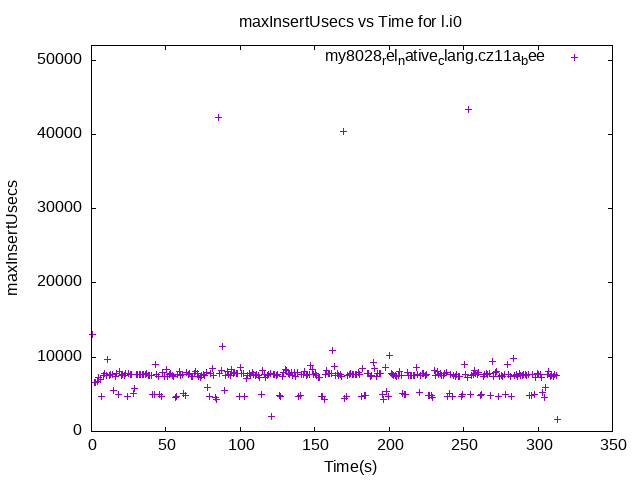 maxInsertUsecs vs Time for l.i0
my8028relnative_clang.cz11a_bee
50000
40000
30000
20000
10000
0
maxInsertUsecs
0 50 100 150 200 250 300 350
Time(s)